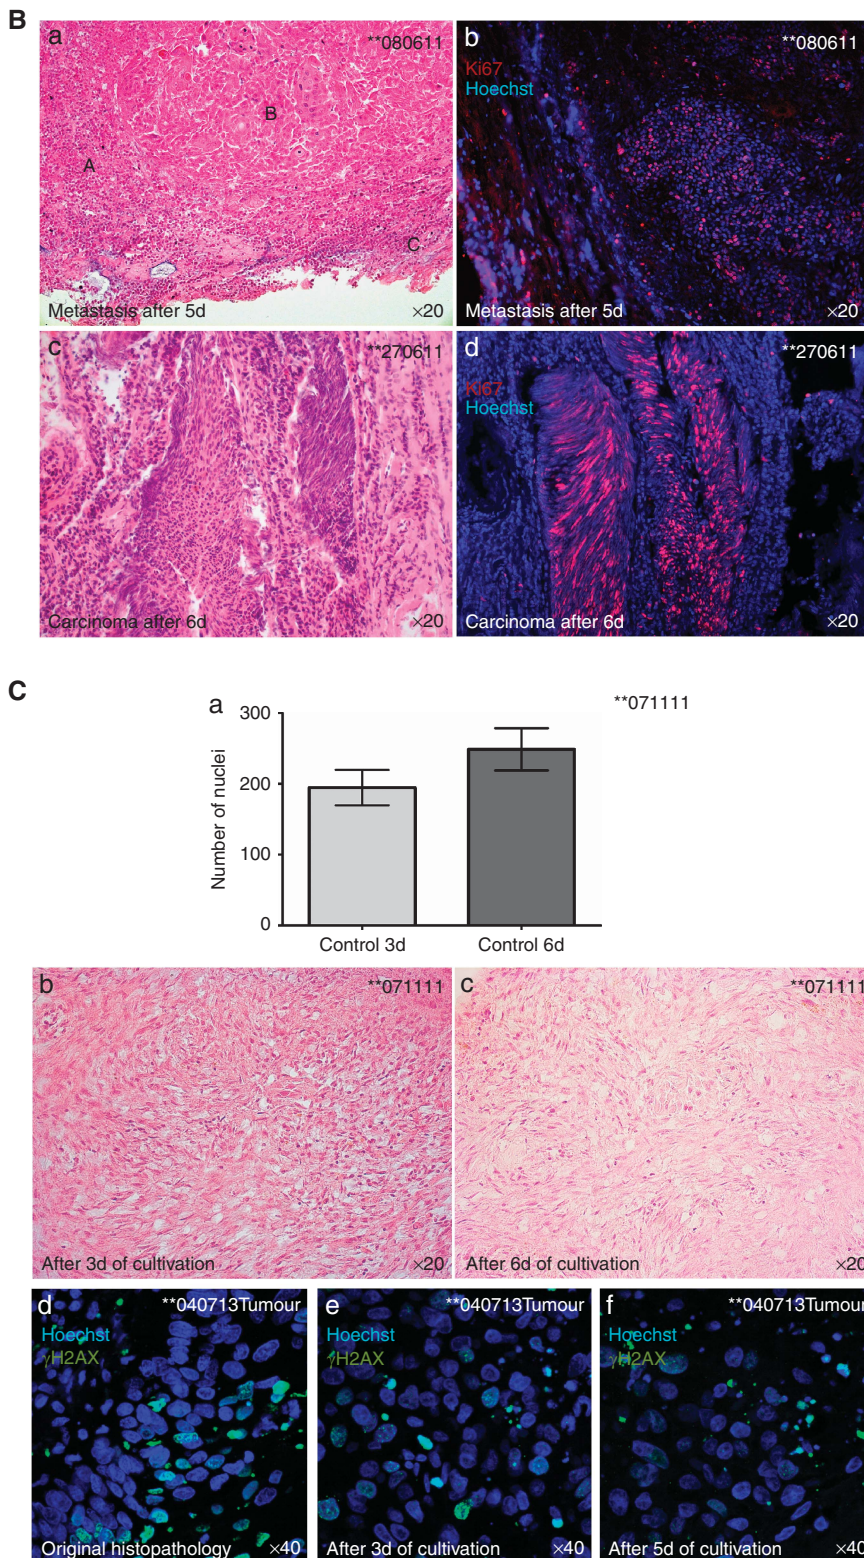 B
a
**080611
B
A
C
Metastasis after 5d
×20
b
**080611
Ki67
Hoechst
Metastasis after 5d
×20
c
**270611
Carcinoma after 6d
×20
d
**270611
Ki67
Hoechst
Carcinoma after 6d
×20
C
a
**071111
Number of nuclei
300
200
100
0
Control 3d
Control 6d
b
**071111
After 3d of cultivation
×20
c
**071111
After 6d of cultivation
×20
d
**040713Tumour
Hoechst
γH2AX
Original histopathology
×40
e
**040713Tumour
Hoechst
γH2AX
After 3d of cultivation
×40
f
**040713Tumour
Hoechst
γH2AX
After 5d of cultivation
×40